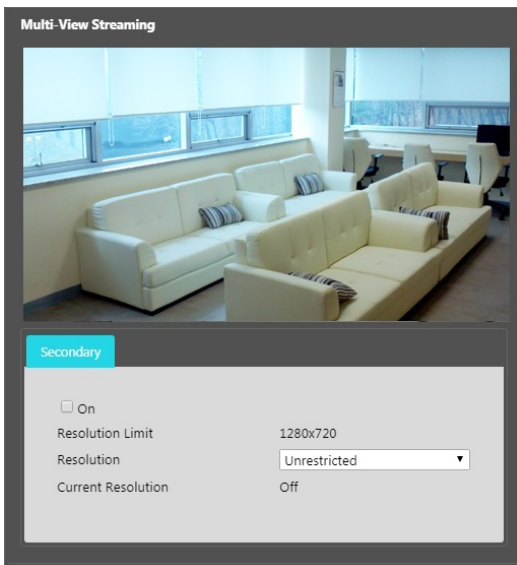 Multi-View Streaming
Secondary
On
Resolution Limit 1280x720
Resolution Unrestricted
Current Resolution Off